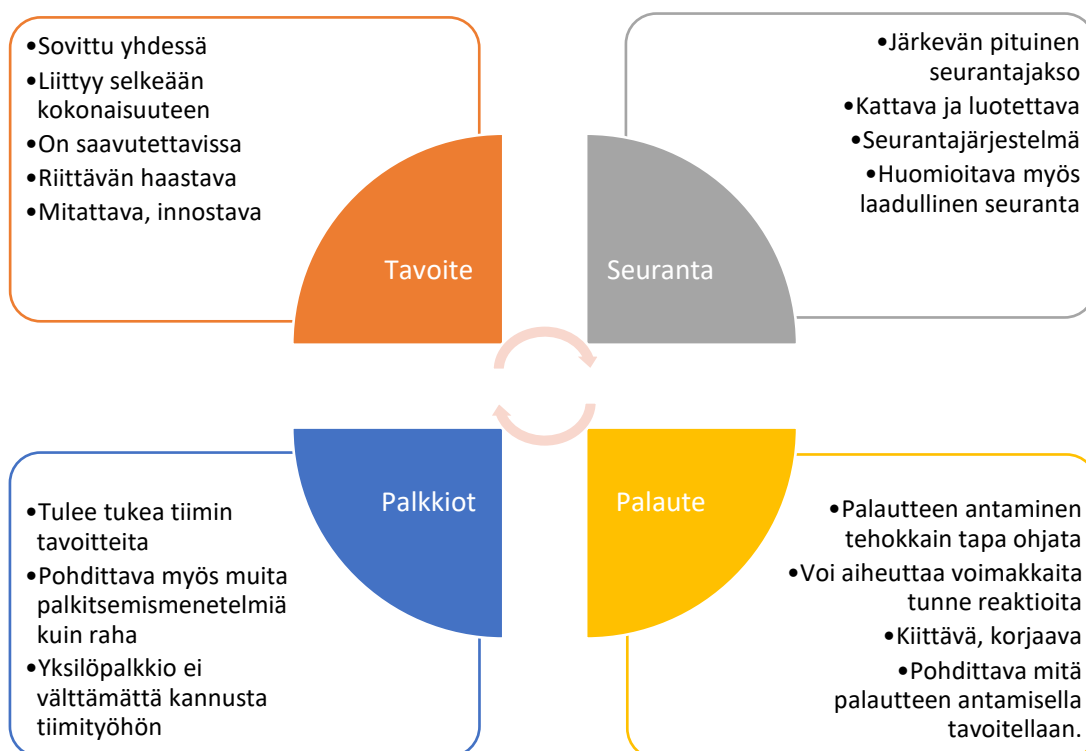 •Sovittu yhdessä
•Liittyy selkeään
kokonaisuuteen
•On saavutettavissa
•Riittävän haastava
•Mitattava, innostava
Tavoite
•Järkevän pituinen
seurantajakso
•Kattava ja luotettava
•Seurantajärjestelmä
•Huomioitava myös
laadullinen seuranta
Seuranta
•Tulee tukea tiimin
tavoitteita
•Pohdittava myös muita
palkitsemismenetelmiä
kuin raha
•Yksilöpalkkio ei
välttämättä kannusta
tiimityöhön
Palkkiot
Palaute
•Palautteen antaminen
tehokkain tapa ohjata
•Voi aiheuttaa voimakkaita
tunne reaktioita
•Kiittävä, korjaava
•Pohdittava mitä
palautteen antamisella
tavoitellaan.